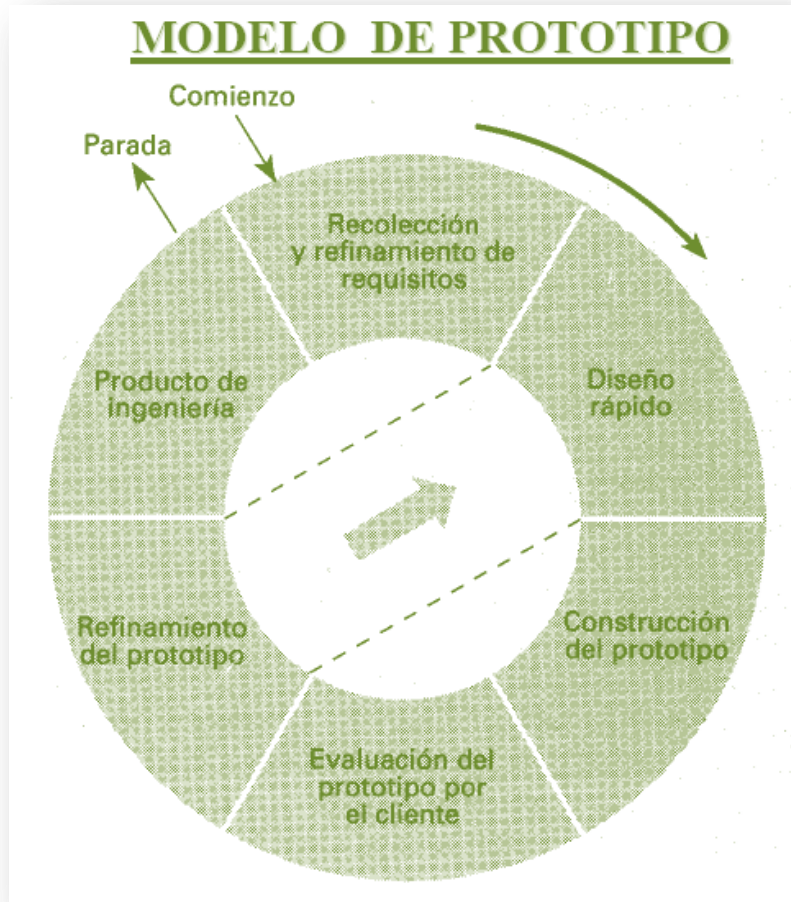 MODELO DE PROTOTIPO
Comienzo
Parada
Recolección
y refinamiento de
requisitos
Diseño
rápido
Construcción
del prototipo
Evaluación del
prototipo por
el cliente
Refinamiento
del prototipo
Producto de
ingeniería